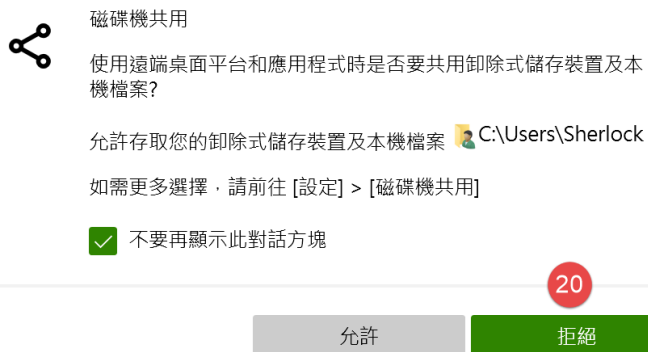 磁碟機共用
使用遠端桌面平台和應用程式時是否要共用卸除式儲存裝置及本
機檔案?
允許存取您的卸除式儲存裝置及本機檔案 C:\Users\Sherlock
如需更多選擇，請前往 [設定] > [磁碟機共用]
不要再顯示此對話方塊
20
允許 拒絕